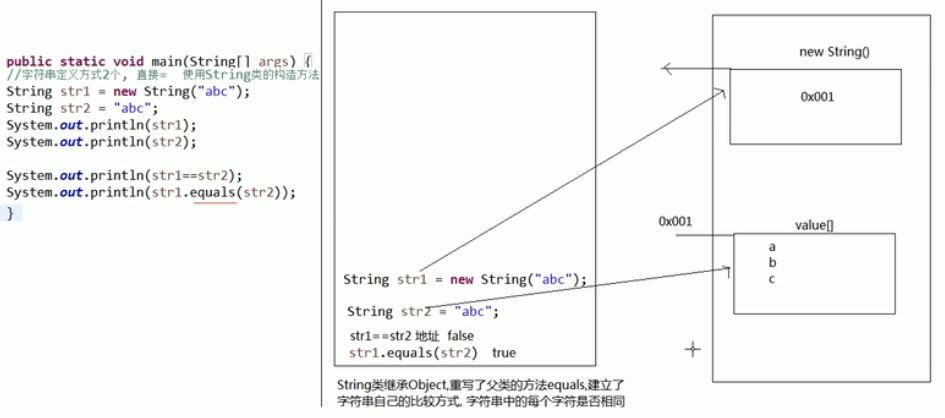 public static void main(String[] args) {
//字符串定义方式2个, 直接= 使用String类的构造方法
String str1 = new String("abc");
String str2 = "abc";
System.out.println(str1);
System.out.println(str2);
System.out.println(str1==str2);
System.out.println(str1.equals(str2));
}
String str1 = new String("abc");
String str2 = "abc";
str1==str2 地址 false
str1.equals(str2) true
String类继承Object,重写了父类的方法equals,建立了
字符串自己的比较方式, 字符串中的每个字符是否相同
new String()
0x001
0x001
value[]
a
b
c